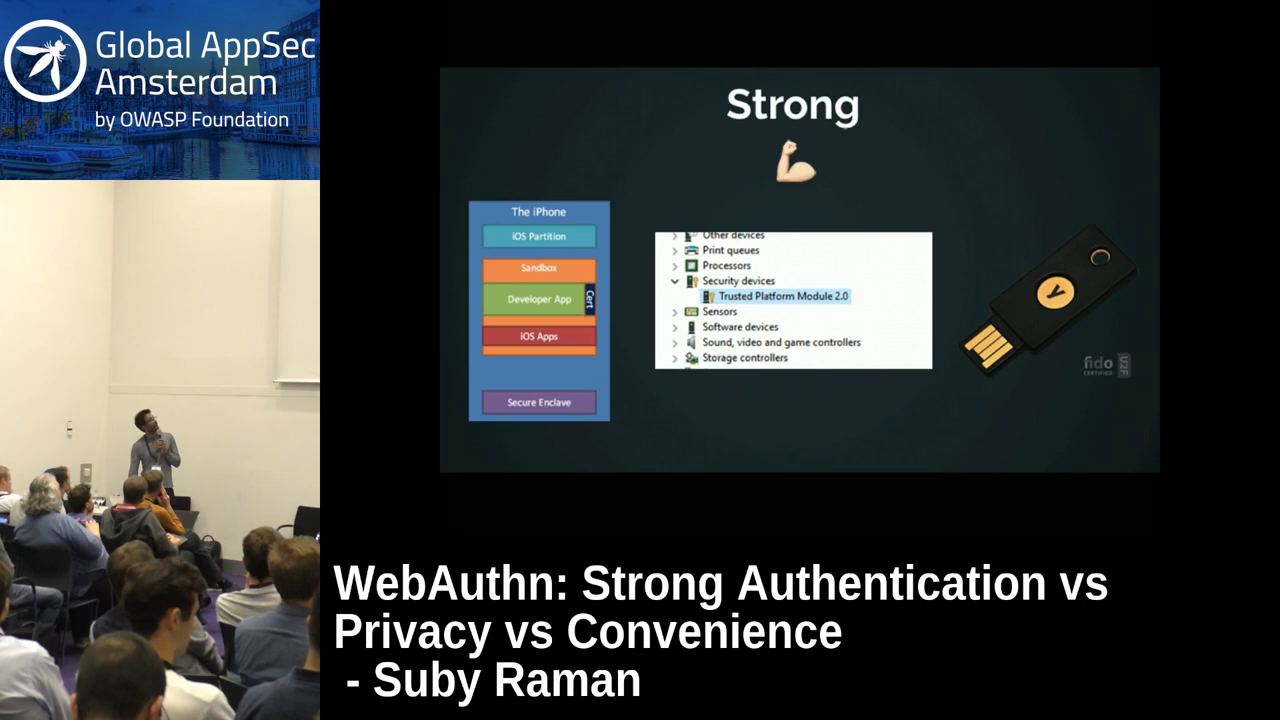 Global AppSec
Amsterdam
by OWASP Foundation
Strong
The iPhone
iOS Partition
Sandbox
Developer App
Cert
iOS Apps
Secure Enclave
Other devices
Print queues
Processors
Security devices
Trusted Platform Module 2.0
Sensors
Software devices
Sound, video and game controllers
Storage controllers
Y
fido
CERTIFIED
U2F
WebAuthn: Strong Authentication vs
Privacy vs Convenience
- Suby Raman